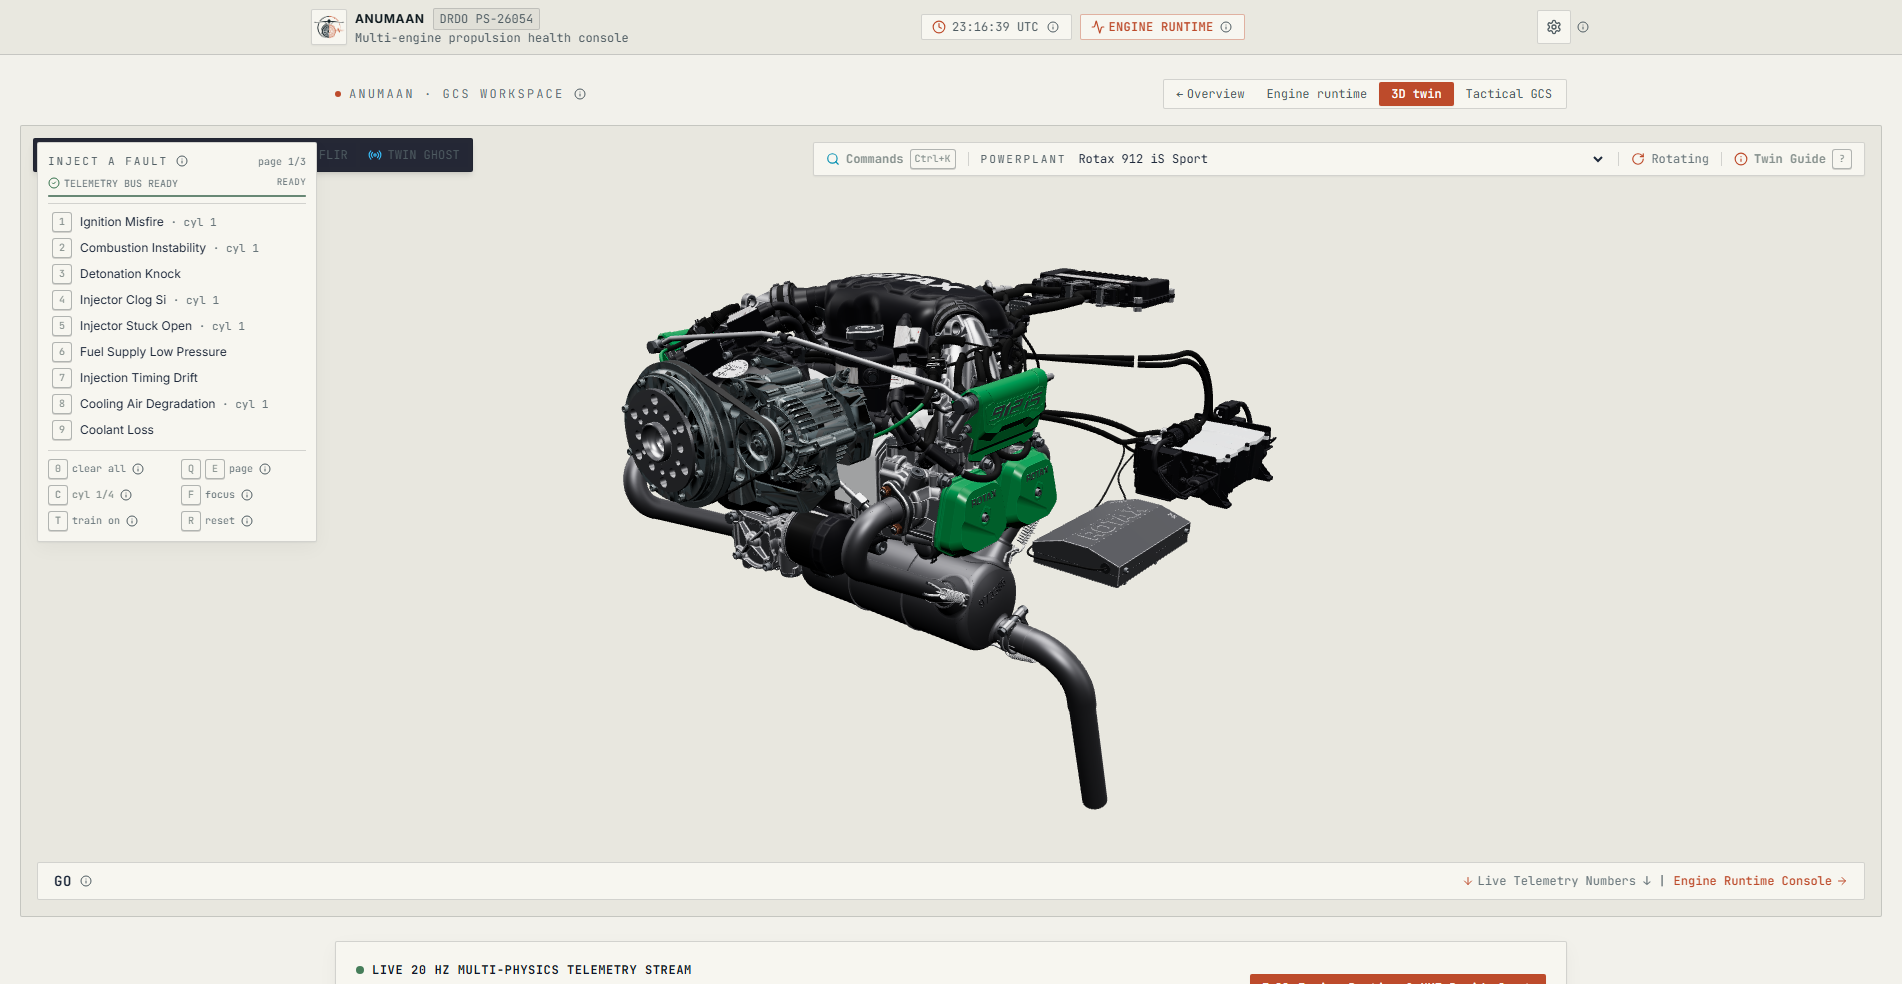 ANUMAAN DRDO PS-26054
Multi-engine propulsion health console
23:16:39 UTC
ENGINE RUNTIME
ANUMAAN · GCS WORKSPACE
← Overview
Engine runtime
3D twin
Tactical GCS
FLIR
TWIN GHOST
INJECT A FAULT
page 1/3
TELEMETRY BUS READY
READY
1 Ignition Misfire · cyl 1
2 Combustion Instability · cyl 1
3 Detonation Knock
4 Injector Clog Si · cyl 1
5 Injector Stuck Open · cyl 1
6 Fuel Supply Low Pressure
7 Injection Timing Drift
8 Cooling Air Degradation · cyl 1
9 Coolant Loss
0 clear all
Q E page
C cyl 1/4
F focus
T train on
R reset
Commands Ctrl+K
POWERPLANT Rotax 912 iS Sport
Rotating
Twin Guide ?
ROTAX
ROTAX
ROTAX
GO
↓ Live Telemetry Numbers ↓ | Engine Runtime Console →
LIVE 20 HZ MULTI-PHYSICS TELEMETRY STREAM